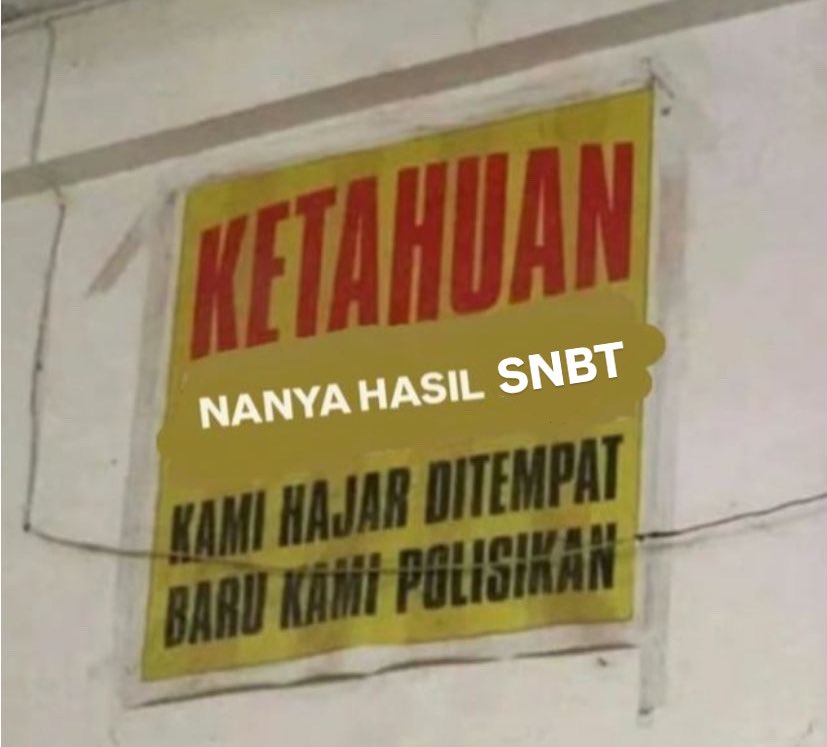 KETAHUAN
NANYA HASIL SNBT
KAMI HAJAR DITEMPAT
BARU KAMI POLISIKAN